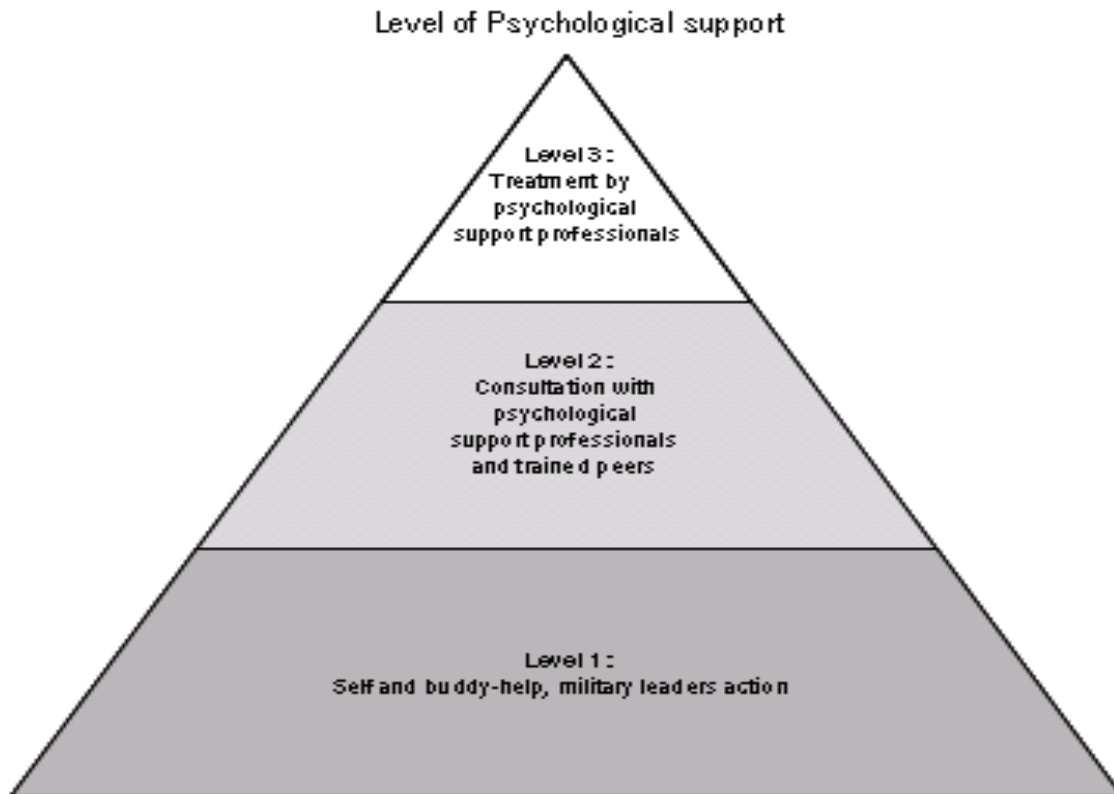 Level of Psychological support
Level 3:
Treatment by
psychological
support professionals
Level 2:
Consultation with
psychological
support professionals
and trained peers
Level 1:
Self and buddy-help, military leaders action